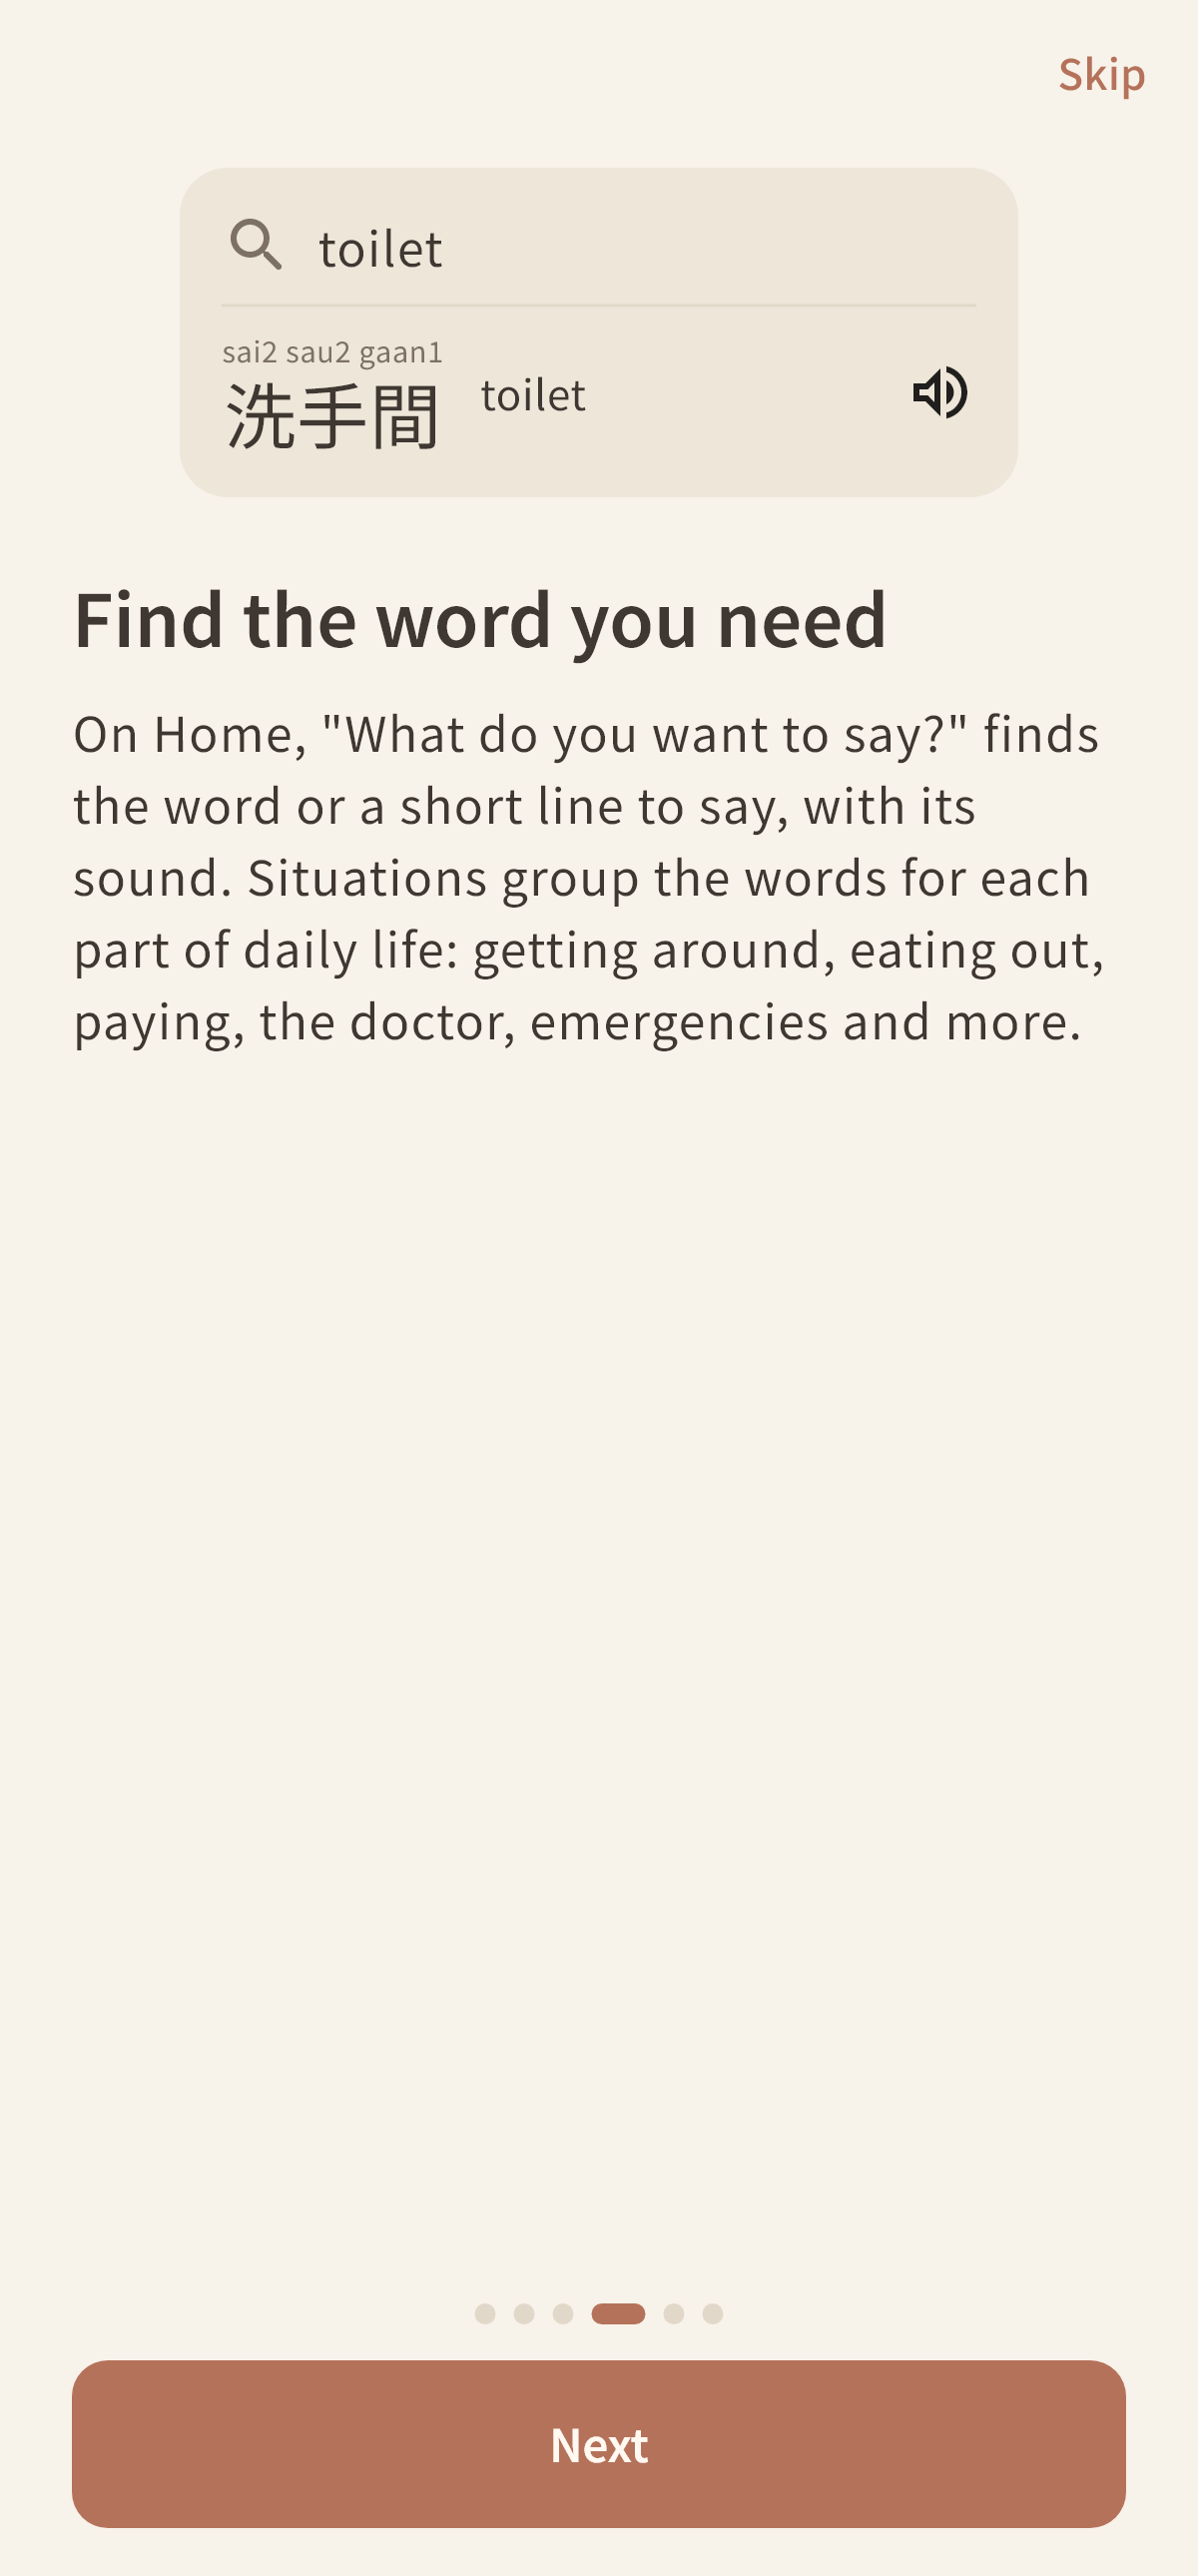 Skip
toilet
sai2 sau2 gaan1
洗手間 toilet
Find the word you need
On Home, "What do you want to say?" finds
the word or a short line to say, with its
sound. Situations group the words for each
part of daily life: getting around, eating out,
paying, the doctor, emergencies and more.
Next